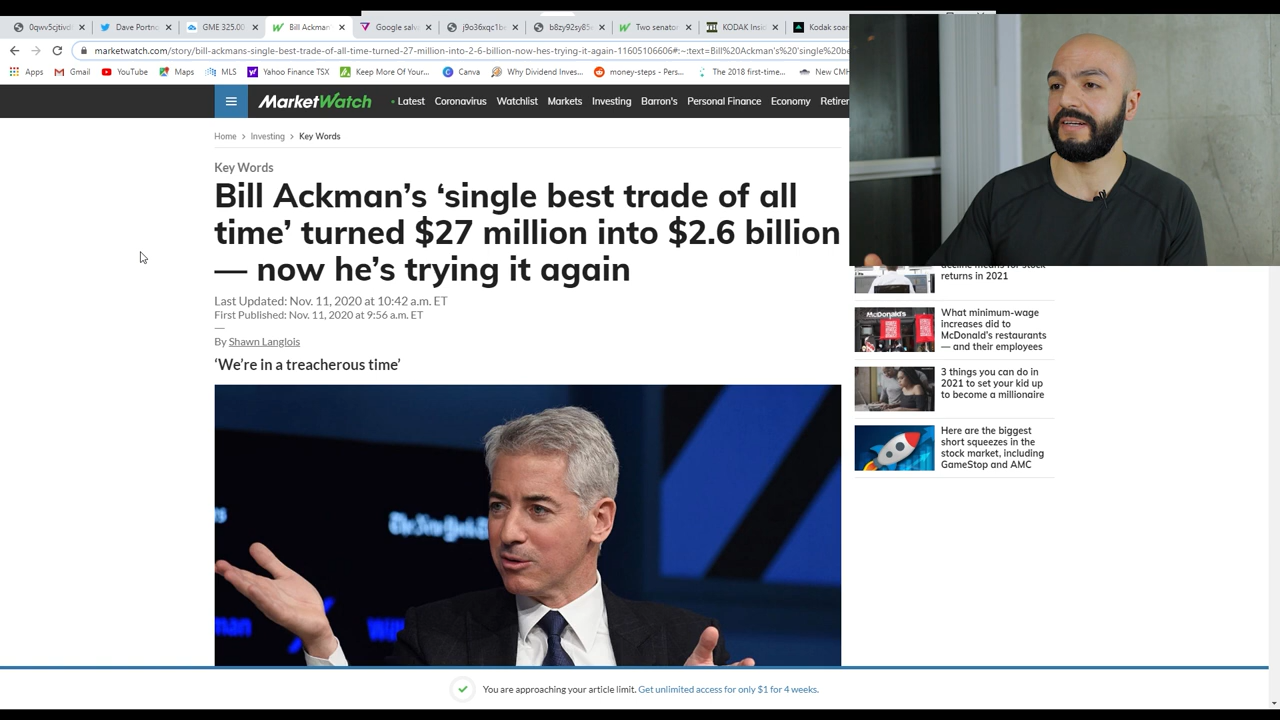 0qwv5cjtivd
Dave Portno
GME 325.00
Bill Ackman'
Google salv
j9o36xqc1b
b8zy92sy85
Two senator
KODAK Insi
Kodak soar
marketwatch.com/story/bill-ackmans-single-best-trade-of-all-time-turned-27-million-into-2-6-billion-now-hes-trying-it-again-11605106606#:~:text=Bill%20Ackman's%20'single%20be
Apps
Gmail
YouTube
Maps
MLS
Yahoo Finance TSX
Keep More Of Your...
Canva
Why Dividend Inves...
money-steps - Pers...
The 2018 first-time...
New CMH
MarketWatch
Latest
Coronavirus
Watchlist
Markets
Investing
Barron's
Personal Finance
Economy
Retirem
Home > Investing > Key Words
Key Words
Bill Ackman’s ‘single best trade of all
time’ turned $27 million into $2.6 billion
— now he’s trying it again
Last Updated: Nov. 11, 2020 at 10:42 a.m. ET
First Published: Nov. 11, 2020 at 9:56 a.m. ET
—
By Shawn Langlois
‘We’re in a treacherous time’
returns in 2021
McDonald's
What minimum-wage
increases did to
McDonald’s restaurants
— and their employees
3 things you can do in
2021 to set your kid up
to become a millionaire
Here are the biggest
short squeezes in the
stock market, including
GameStop and AMC
You are approaching your article limit. Get unlimited access for only $1 for 4 weeks.